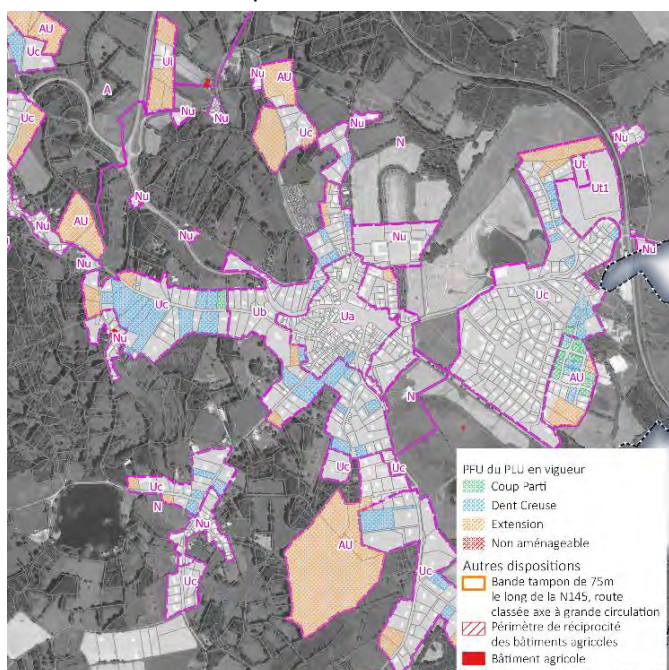 AU
Uc
UI
Nu
AU
A
Nu
Nu
Uc
Nu
Uc
N
Nu
Ut
Ut1
Nu
AU
Nu
Nu
Nu
Nu
Nu
Uc
Ub
Ua
Uc
Nu
AU
N
Uc
Uc
Uc
N
Nu
AU
Uc
Uc
PFU du PLU en vigueur
Coup Parti
Dent Creuse
Extension
Non aménageable
Autres dispositions
Bande tampon de 75m
le long de la N145, route
classée axe à grande circulation
Périmètre de réciprocité
des bâtiments agricoles
Bâtiment agricole